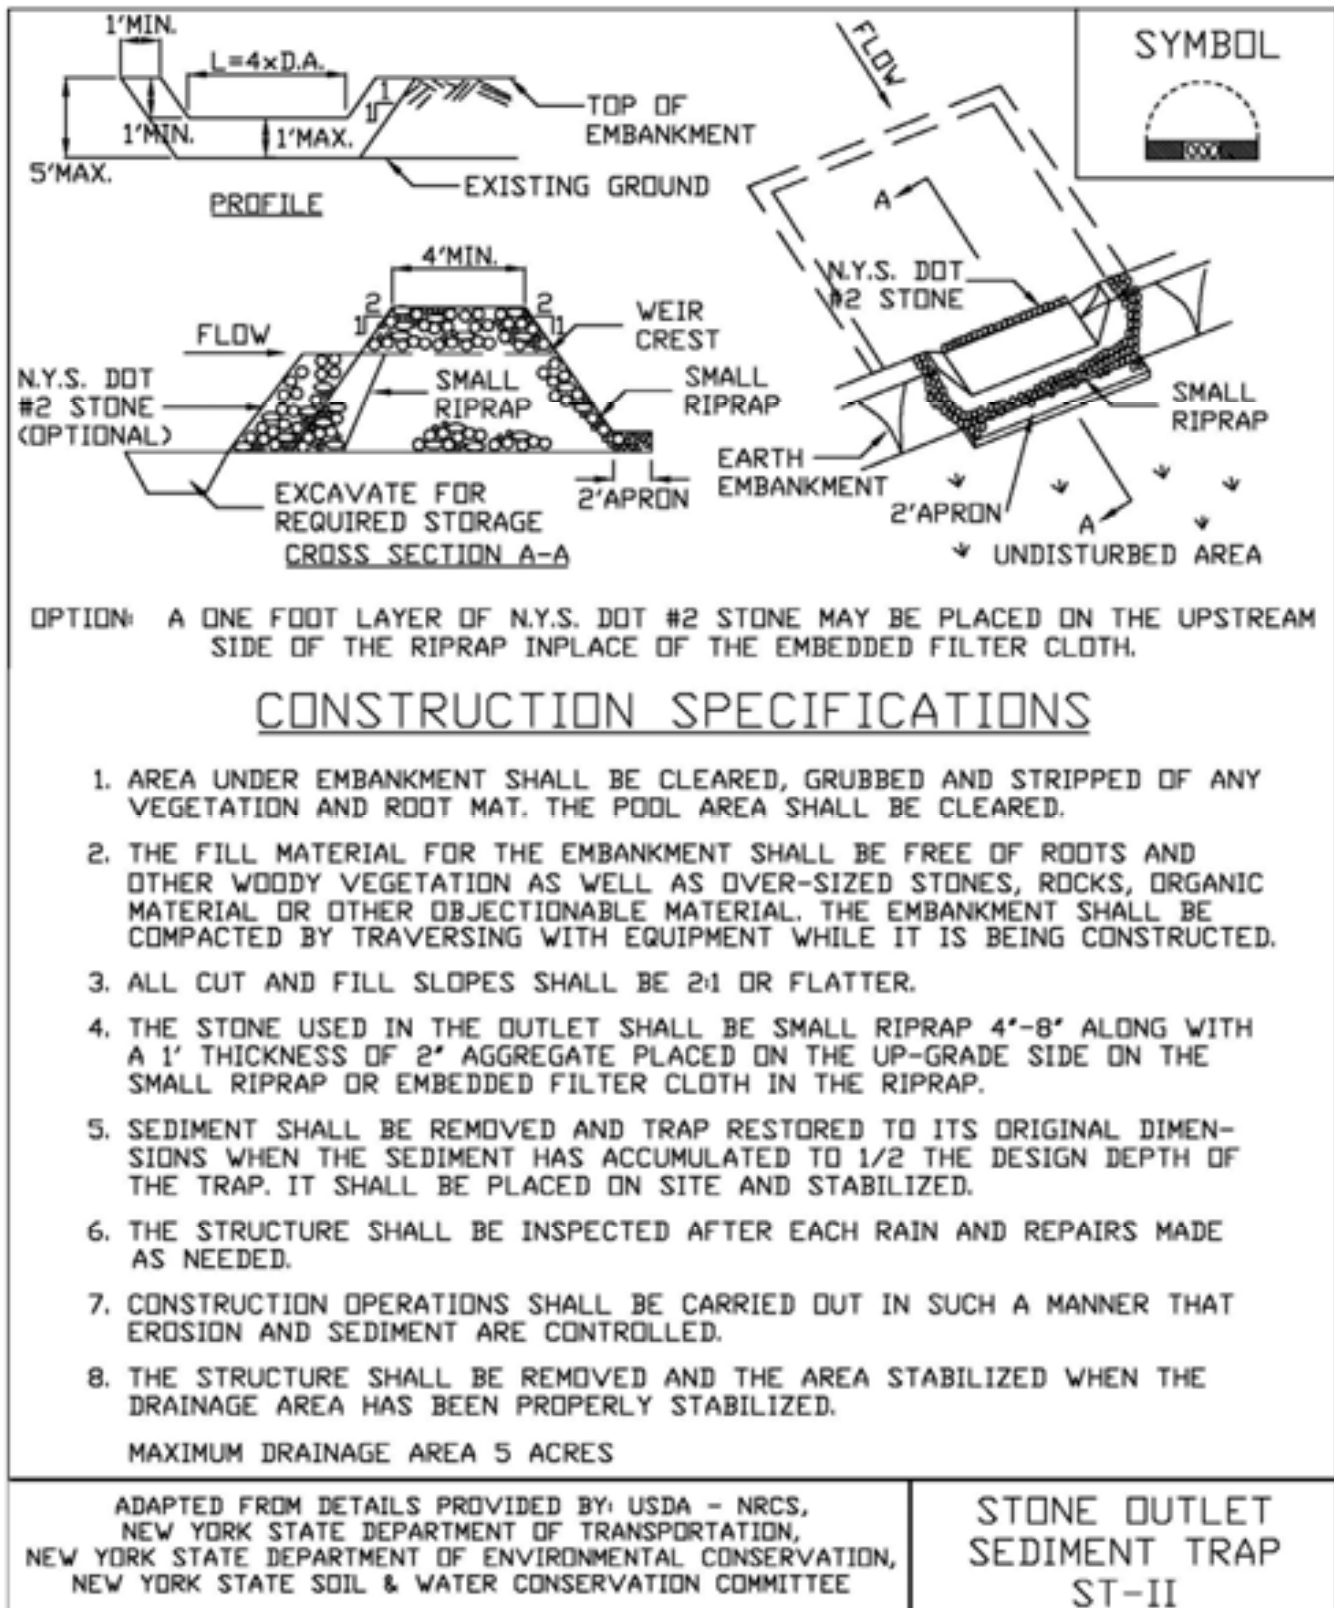 1'MIN.
L=4xD.A.
1
1
TOP OF
EMBANKMENT
1'MIN.
1'MAX.
5'MAX.
EXISTING GROUND
PROFILE
FLOW
SYMBOL
A
N.Y.S. DOT
#2 STONE
SMALL
RIPRAP
EARTH
EMBANKMENT
2'APRON
A
UNDISTURBED AREA
4'MIN.
2
1
2
1
FLOW
WEIR
CREST
N.Y.S. DOT
#2 STONE
(OPTIONAL)
SMALL
RIPRAP
SMALL
RIPRAP
EXCAVATE FOR
REQUIRED STORAGE
2'APRON
CROSS SECTION A-A
OPTION: A ONE FOOT LAYER OF N.Y.S. DOT #2 STONE MAY BE PLACED ON THE UPSTREAM
SIDE OF THE RIPRAP INPLACE OF THE EMBEDDED FILTER CLOTH.
CONSTRUCTION SPECIFICATIONS
1. AREA UNDER EMBANKMENT SHALL BE CLEARED, GRUBBED AND STRIPPED OF ANY
VEGETATION AND ROOT MAT. THE POOL AREA SHALL BE CLEARED.
2. THE FILL MATERIAL FOR THE EMBANKMENT SHALL BE FREE OF ROOTS AND
OTHER WOODY VEGETATION AS WELL AS OVER-SIZED STONES, ROCKS, ORGANIC
MATERIAL OR OTHER OBJECTIONABLE MATERIAL. THE EMBANKMENT SHALL BE
COMPACTED BY TRAVERSING WITH EQUIPMENT WHILE IT IS BEING CONSTRUCTED.
3. ALL CUT AND FILL SLOPES SHALL BE 2:1 OR FLATTER.
4. THE STONE USED IN THE OUTLET SHALL BE SMALL RIPRAP 4"-8" ALONG WITH
A 1' THICKNESS OF 2" AGGREGATE PLACED ON THE UP-GRADE SIDE ON THE
SMALL RIPRAP OR EMBEDDED FILTER CLOTH IN THE RIPRAP.
5. SEDIMENT SHALL BE REMOVED AND TRAP RESTORED TO ITS ORIGINAL DIMEN-
SIONS WHEN THE SEDIMENT HAS ACCUMULATED TO 1/2 THE DESIGN DEPTH OF
THE TRAP. IT SHALL BE PLACED ON SITE AND STABILIZED.
6. THE STRUCTURE SHALL BE INSPECTED AFTER EACH RAIN AND REPAIRS MADE
AS NEEDED.
7. CONSTRUCTION OPERATIONS SHALL BE CARRIED OUT IN SUCH A MANNER THAT
EROSION AND SEDIMENT ARE CONTROLLED.
8. THE STRUCTURE SHALL BE REMOVED AND THE AREA STABILIZED WHEN THE
DRAINAGE AREA HAS BEEN PROPERLY STABILIZED.
MAXIMUM DRAINAGE AREA 5 ACRES
ADAPTED FROM DETAILS PROVIDED BY: USDA - NRCS,
NEW YORK STATE DEPARTMENT OF TRANSPORTATION,
NEW YORK STATE DEPARTMENT OF ENVIRONMENTAL CONSERVATION,
NEW YORK STATE SOIL & WATER CONSERVATION COMMITTEE
STONE OUTLET
SEDIMENT TRAP
ST-II